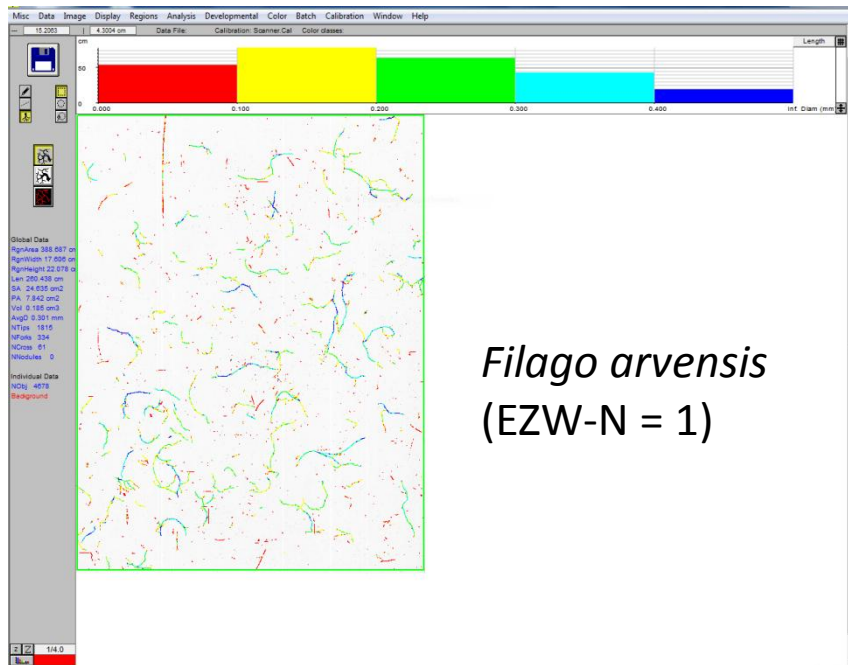 Misc Data Image Display Regions Analysis Developmental Color Batch Calibration Window Help
15.2063 4.3004 cm Data File: Calibration: Scanner.Cal Color classes:
cm Length
50
0
0.000 0.100 0.200 0.300 0.400 Inf. Diam (mm
Global Data
RgnArea 388.687 cm
RgnWidth 17.606 cm
RgnHeight 22.078 c
Len 260.438 cm
SA 24.635 cm2
PA 7.842 cm2
Vol 0.185 cm3
AvgD 0.301 mm
NTips 1815
NForks 334
NCross 61
NNodules 0
Individual Data
NObj 4679
Background
Filago arvensis
(EZW-N = 1)
z Z 1/4.0